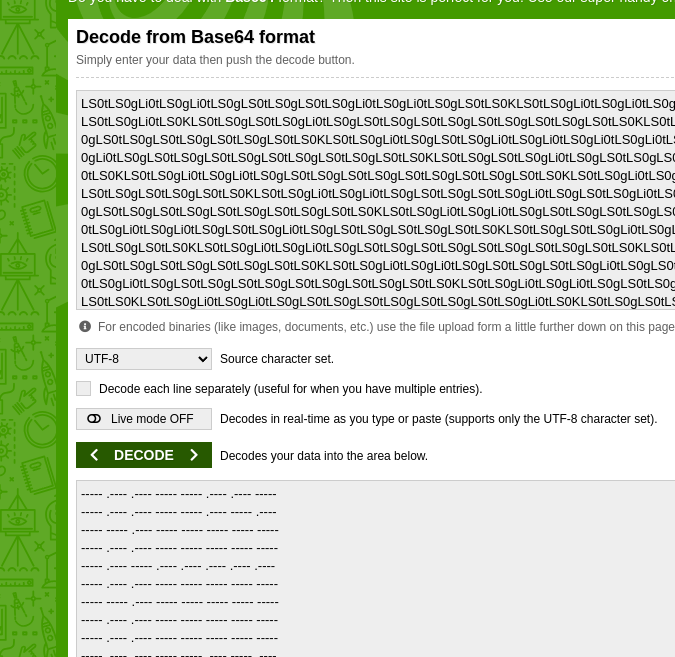 Do you have to deal with Base64 format? Then this site is perfect for you! Use our super handy
Decode from Base64 format
Simply enter your data then push the decode button.
LS0tLS0gLi0tLS0gLi0tLS0gLS0tLS0gLS0tLS0gLi0tLS0gLi0tLS0gLS0tLS0KLS0tLS0gLi0tLS0gLi0tLS0g
LS0tLS0gLi0tLS0KLS0tLS0gLS0tLS0gLi0tLS0gLS0tLS0gLS0tLS0gLS0tLS0gLS0tLS0gLS0tLS0KLS0tL
0gLS0tLS0gLS0tLS0gLS0tLS0gLS0tLS0KLS0tLS0gLi0tLS0gLS0tLS0gLi0tLS0gLi0tLS0gLi0tLS0gLi0tL
0gLi0tLS0gLS0tLS0gLS0tLS0gLS0tLS0gLS0tLS0gLS0tLS0KLS0tLS0gLS0tLS0gLi0tLS0gLS0tLS0gLS0
0tLS0KLS0tLS0gLi0tLS0gLi0tLS0gLS0tLS0gLS0tLS0gLS0tLS0gLS0tLS0gLS0tLS0KLS0tLS0gLi0tLS0g
LS0tLS0gLS0tLS0gLS0tLS0KLS0tLS0gLi0tLS0gLi0tLS0gLS0tLS0gLS0tLS0gLi0tLS0gLS0tLS0gLi0tLS0
0gLS0tLS0gLS0tLS0gLS0tLS0gLS0tLS0KLS0tLS0gLi0tLS0gLi0tLS0gLS0tLS0gLS0tLS0gLS0tLS0gLS0
0tLS0gLi0tLS0gLi0tLS0gLS0tLS0gLi0tLS0gLS0tLS0gLS0tLS0gLS0tLS0KLS0tLS0gLS0tLS0gLi0tLS0gL
LS0tLS0gLS0tLS0KLS0tLS0gLi0tLS0gLi0tLS0gLS0tLS0gLS0tLS0gLS0tLS0gLS0tLS0gLS0tLS0KLS0tL
0gLS0tLS0gLS0tLS0gLS0tLS0gLS0tLS0KLS0tLS0gLi0tLS0gLi0tLS0gLS0tLS0gLS0tLS0gLi0tLS0gLS0t
0tLS0gLi0tLS0gLS0tLS0gLS0tLS0gLS0tLS0gLS0tLS0gLS0tLS0KLS0tLS0gLi0tLS0gLi0tLS0gLS0tLS0g
LS0tLS0KLS0tLS0gLi0tLS0gLi0tLS0gLS0tLS0gLS0tLS0gLS0tLS0gLS0tLS0gLi0tLS0KLS0tLS0gLS0tLS
For encoded binaries (like images, documents, etc.) use the file upload form a little further down on this page
UTF-8 Source character set.
Decode each line separately (useful for when you have multiple entries).
Live mode OFF Decodes in real-time as you type or paste (supports only the UTF-8 character set).
DECODE Decodes your data into the area below.
----- .---- .---- ----- ----- .---- .---- -----
----- .---- .---- ----- ----- .---- ----- .----
----- ----- .---- ----- ----- ----- ----- -----
----- .---- .---- ----- ----- ----- ----- -----
----- .---- ----- .---- .---- .---- .---- .----
----- .---- .---- ----- ----- ----- ----- -----
----- ----- .---- ----- ----- ----- ----- -----
----- .---- .---- ----- ----- ----- ----- -----
----- .---- .---- ----- ----- ----- ----- -----
----- .---- .---- ----- ----- .---- ----- .----